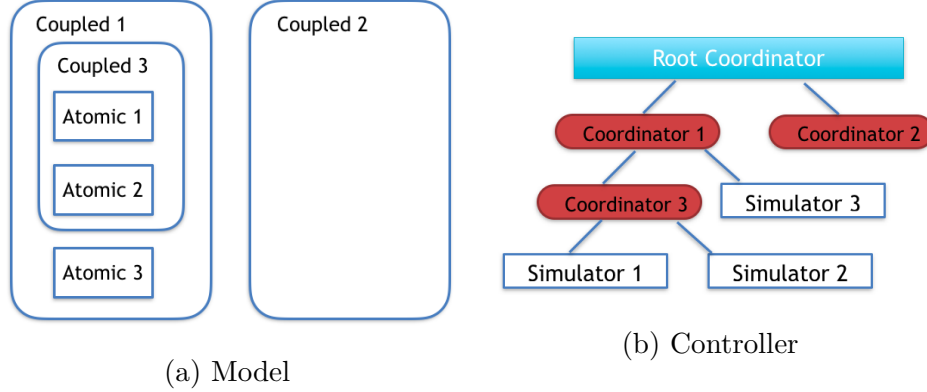 Coupled 1
Coupled 3
Atomic 1
Atomic 2
Atomic 3
Coupled 2
(a) Model
Root Coordinator
Coordinator 1
Coordinator 2
Coordinator 3
Simulator 3
Simulator 1
Simulator 2
(b) Controller